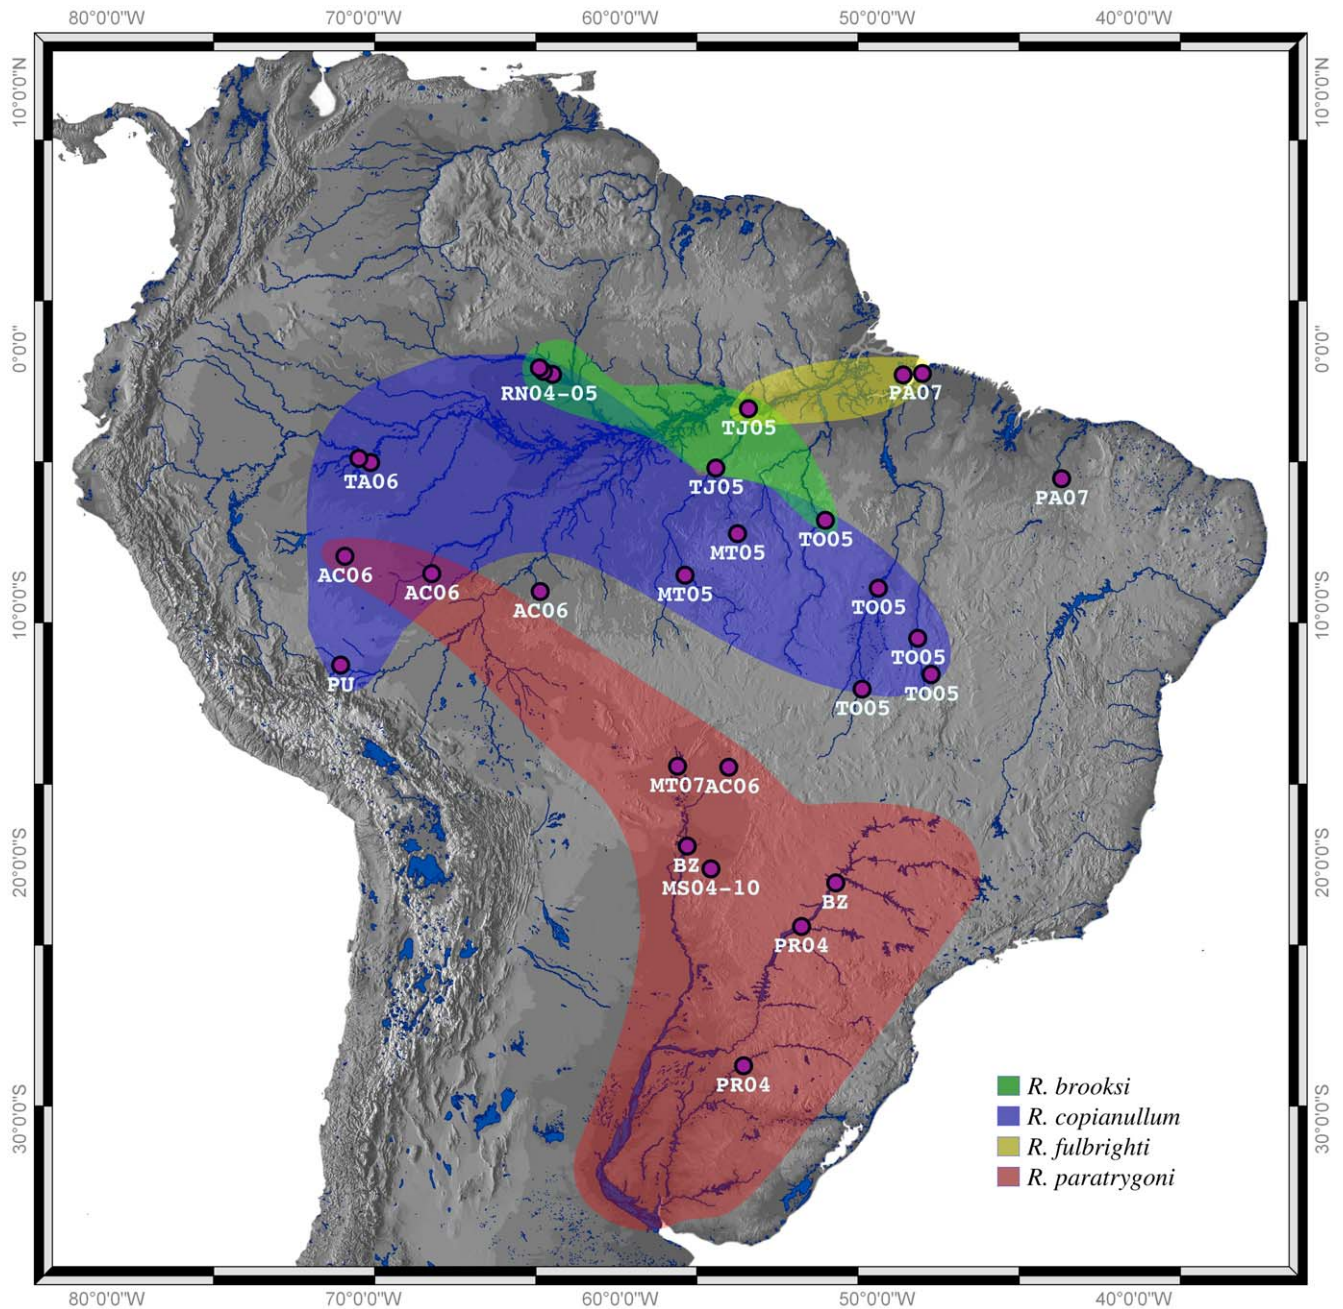 80°0'0"W 70°0'0"W 60°0'0"W 50°0'0"W 40°0'0"W
10°0'0"N
10°0'0"N
0°0'0"
0°0'0"
RN04-05
PA07
TJ05
TA06
TJ05
PA07
TO05
MT05
AC06
AC06
MT05
AC06
TO05
10°0'0"S
10°0'0"S
TO05
PU
TO05
TO05
MT07
AC06
BZ
MS04-10
BZ
20°0'0"S
20°0'0"S
PR04
PR04
R. brooksi
R. copianullum
R. fulbrighti
R. paratrygoni
30°0'0"S
30°0'0"S
80°0'0"W 70°0'0"W 60°0'0"W 50°0'0"W 40°0'0"W